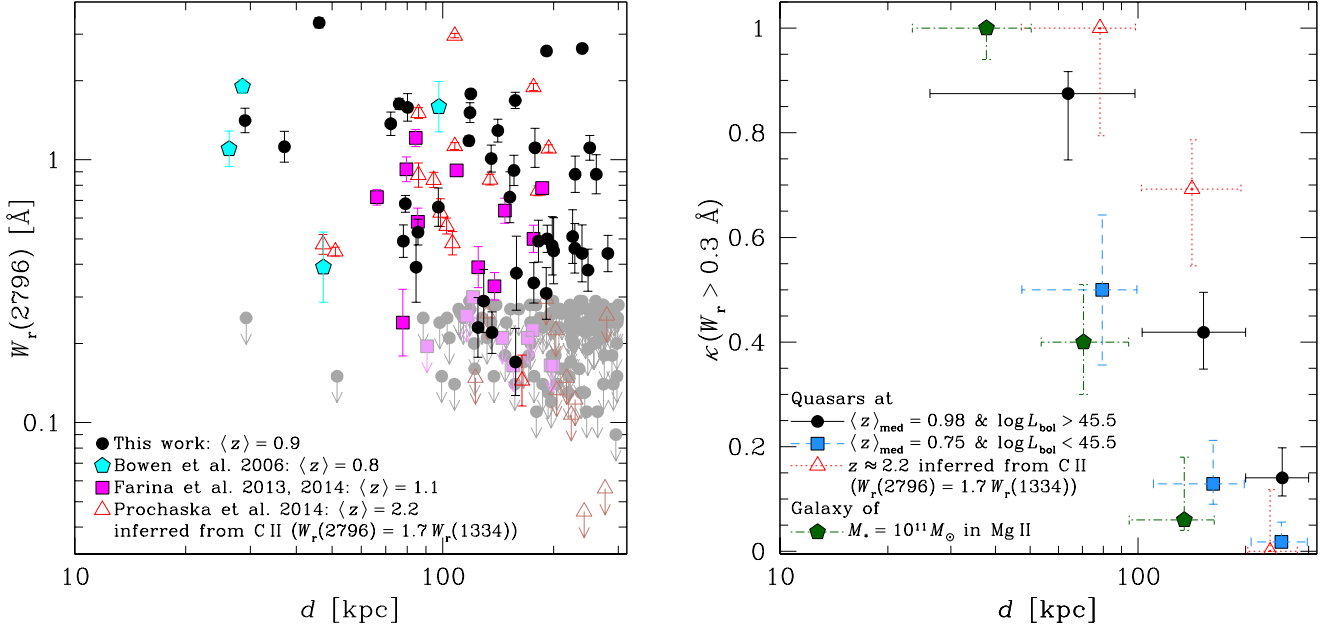 W_r(2796) [Å]
1
0.1
This work: ⟨z⟩=0.9
Bowen et al. 2006: ⟨z⟩=0.8
Farina et al. 2013, 2014: ⟨z⟩=1.1
Prochaska et al. 2014: ⟨z⟩=2.2
inferred from C II (W_r(2796)=1.7 W_r(1334))
10
100
d [kpc]
κ(W_r > 0.3 Å)
1
0.8
0.6
0.4
0.2
0
Quasars at
⟨z⟩_med=0.98 & log L_bol>45.5
⟨z⟩_med=0.75 & log L_bol<45.5
z≈2.2 inferred from C II
(W_r(2796)=1.7 W_r(1334))
Galaxy of
M_*=10^11 M_⊙ in Mg II
10
100
d [kpc]